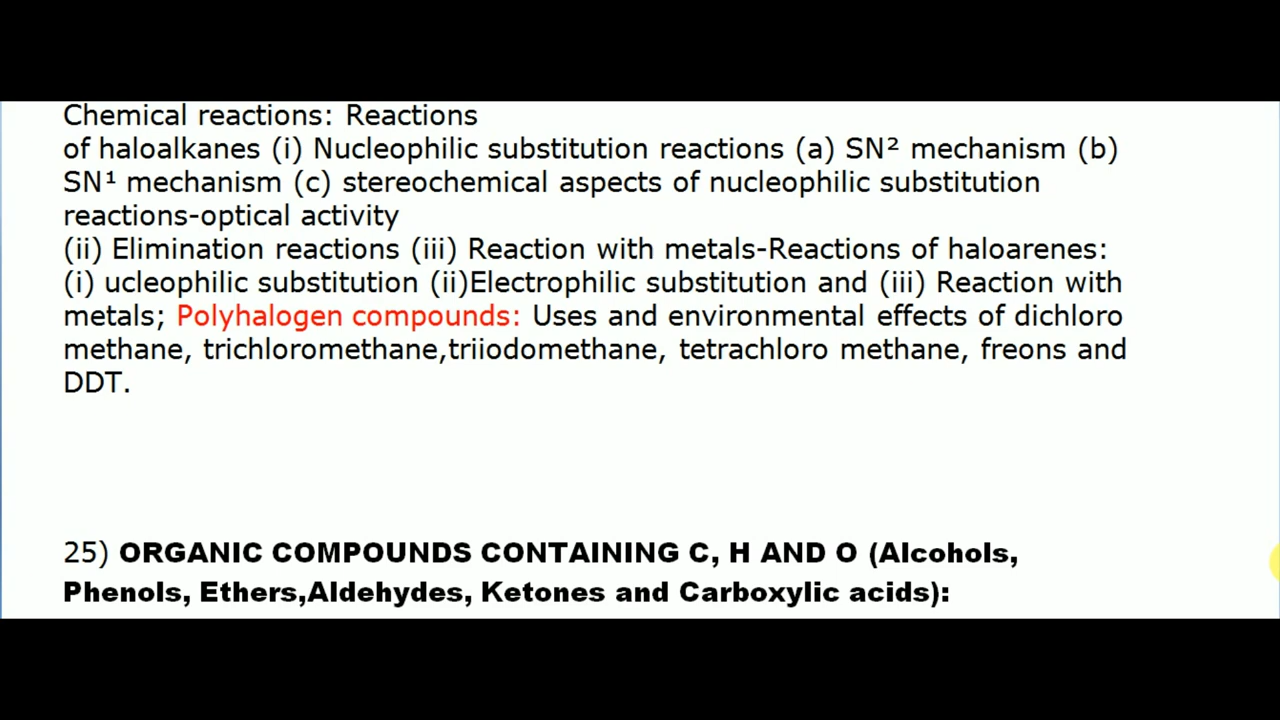 Chemical reactions: Reactions
of haloalkanes (i) Nucleophilic substitution reactions (a) SN² mechanism (b)
SN¹ mechanism (c) stereochemical aspects of nucleophilic substitution
reactions-optical activity
(ii) Elimination reactions (iii) Reaction with metals-Reactions of haloarenes:
(i) ucleophilic substitution (ii)Electrophilic substitution and (iii) Reaction with
metals; Polyhalogen compounds: Uses and environmental effects of dichloro
methane, trichloromethane,triiodomethane, tetrachloro methane, freons and
DDT.
25) ORGANIC COMPOUNDS CONTAINING C, H AND O (Alcohols,
Phenols, Ethers,Aldehydes, Ketones and Carboxylic acids):